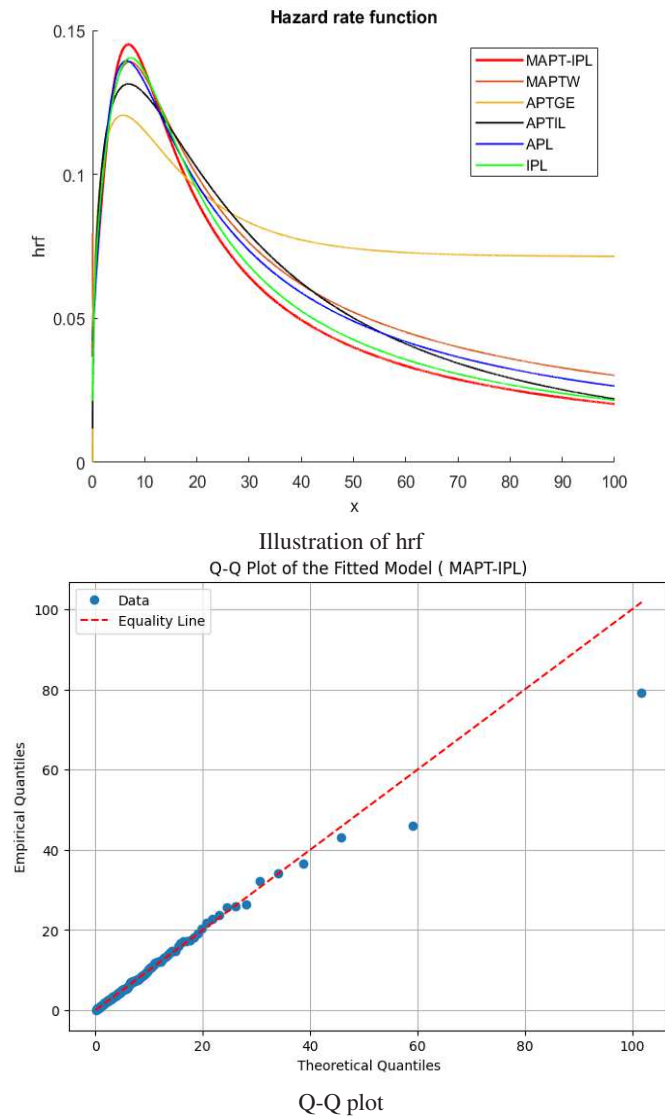 Hazard rate function
0.15
0.1
0.05
0
hrf
MAPT-IPL
MAPTW
APTGE
APTIL
APL
IPL
0 10 20 30 40 50 60 70 80 90 100
x
Illustration of hrf
Q-Q Plot of the Fitted Model ( MAPT-IPL)
Data
Equality Line
100
80
60
40
20
0
Empirical Quantiles
0 20 40 60 80 100
Theoretical Quantiles
Q-Q plot